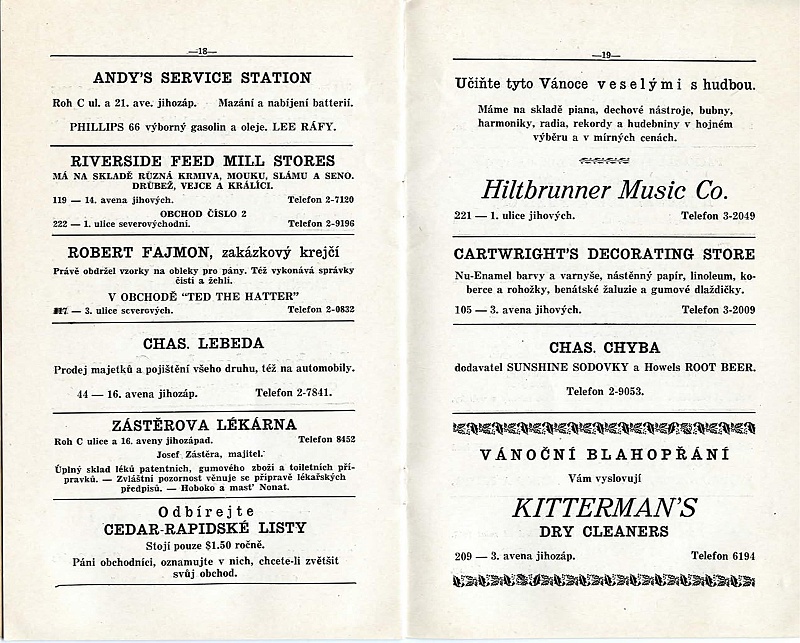 —18—
ANDY'S SERVICE STATION
Roh C ul. a 21. ave. jihozáp. Mazání a nabíjení batterií.
PHILLIPS 66 výborný gasolin a oleje. LEE RÁFY.
RIVERSIDE FEED MILL STORES
MÁ NA SKLADĚ RŮZNÁ KRMIVA, MOUKU, SLÁMU A SENO.
DRŮBEŽ, VEJCE A KRÁLÍCI.
119 — 14. avena jihových. Telefon 2-7120
OBCHOD ČÍSLO 2
222 — 1. ulice severovýchodní. Telefon 2-9196
ROBERT FAJMON, zakázkový krejčí
Právě obdržel vzorky na obleky pro pány. Též vykonává správky
čistí a žehlí.
V OBCHODĚ “TED THE HATTER”
— 3. ulice severových. Telefon 2-0832
CHAS. LEBEDA
Prodej majetků a pojištění všeho druhu, též na automobily.
44 — 16. avena jihozáp. Telefon 2-7841.
ZÁSTĚROVA LÉKÁRNA
Roh C ulice a 16. aveny jihozápad. Telefon 8452
Josef Zástěra, majitel.
Úplný sklad léků patentních, gumového zboží a toiletních pří-
pravků. — Zvláštní pozornost věnuje se přípravě lékařských
předpisů. — Hoboko a masť Nonat.
Odbírejte
CEDAR-RAPIDSKÉ LISTY
Stojí pouze $1.50 ročně.
Páni obchodníci, oznamujte v nich, chcete-li zvětšit
svůj obchod.
—19—
Učiňte tyto Vánoce veselými s hudbou.
Máme na skladě piana, dechové nástroje, bubny,
harmoniky, radia, rekordy a hudebniny v hojném
výběru a v mírných cenách.
Hiltbrunner Music Co.
221 — 1. ulice jihových. Telefon 3-2049
CARTWRIGHT'S DECORATING STORE
Nu-Enamel barvy a varnyše, nástěnný papír, linoleum, ko-
berce a rohožky, benátské žaluzie a gumové dlaždičky.
105 — 3. avena jihových. Telefon 3-2009
CHAS. CHYBA
dodavatel SUNSHINE SODOVKY a Howels ROOT BEER.
Telefon 2-9053.
VÁNOČNÍ BLAHOPŘÁNÍ
Vám vyslovují
KITTERMAN'S
DRY CLEANERS
209 — 3. avena jihozáp. Telefon 6194